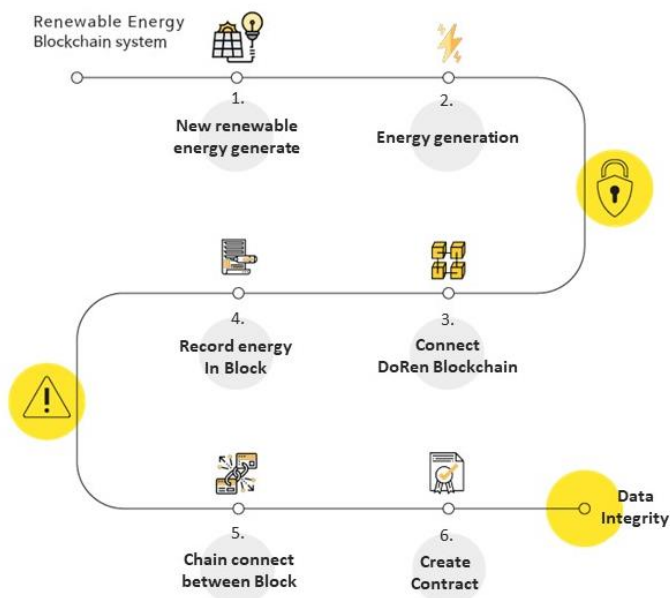 Renewable Energy
Blockchain system
1.
New renewable
energy generate
2.
Energy generation
3.
Connect
DoRen Blockchain
4.
Record energy
In Block
5.
Chain connect
between Block
6.
Create
Contract
Data
Integrity